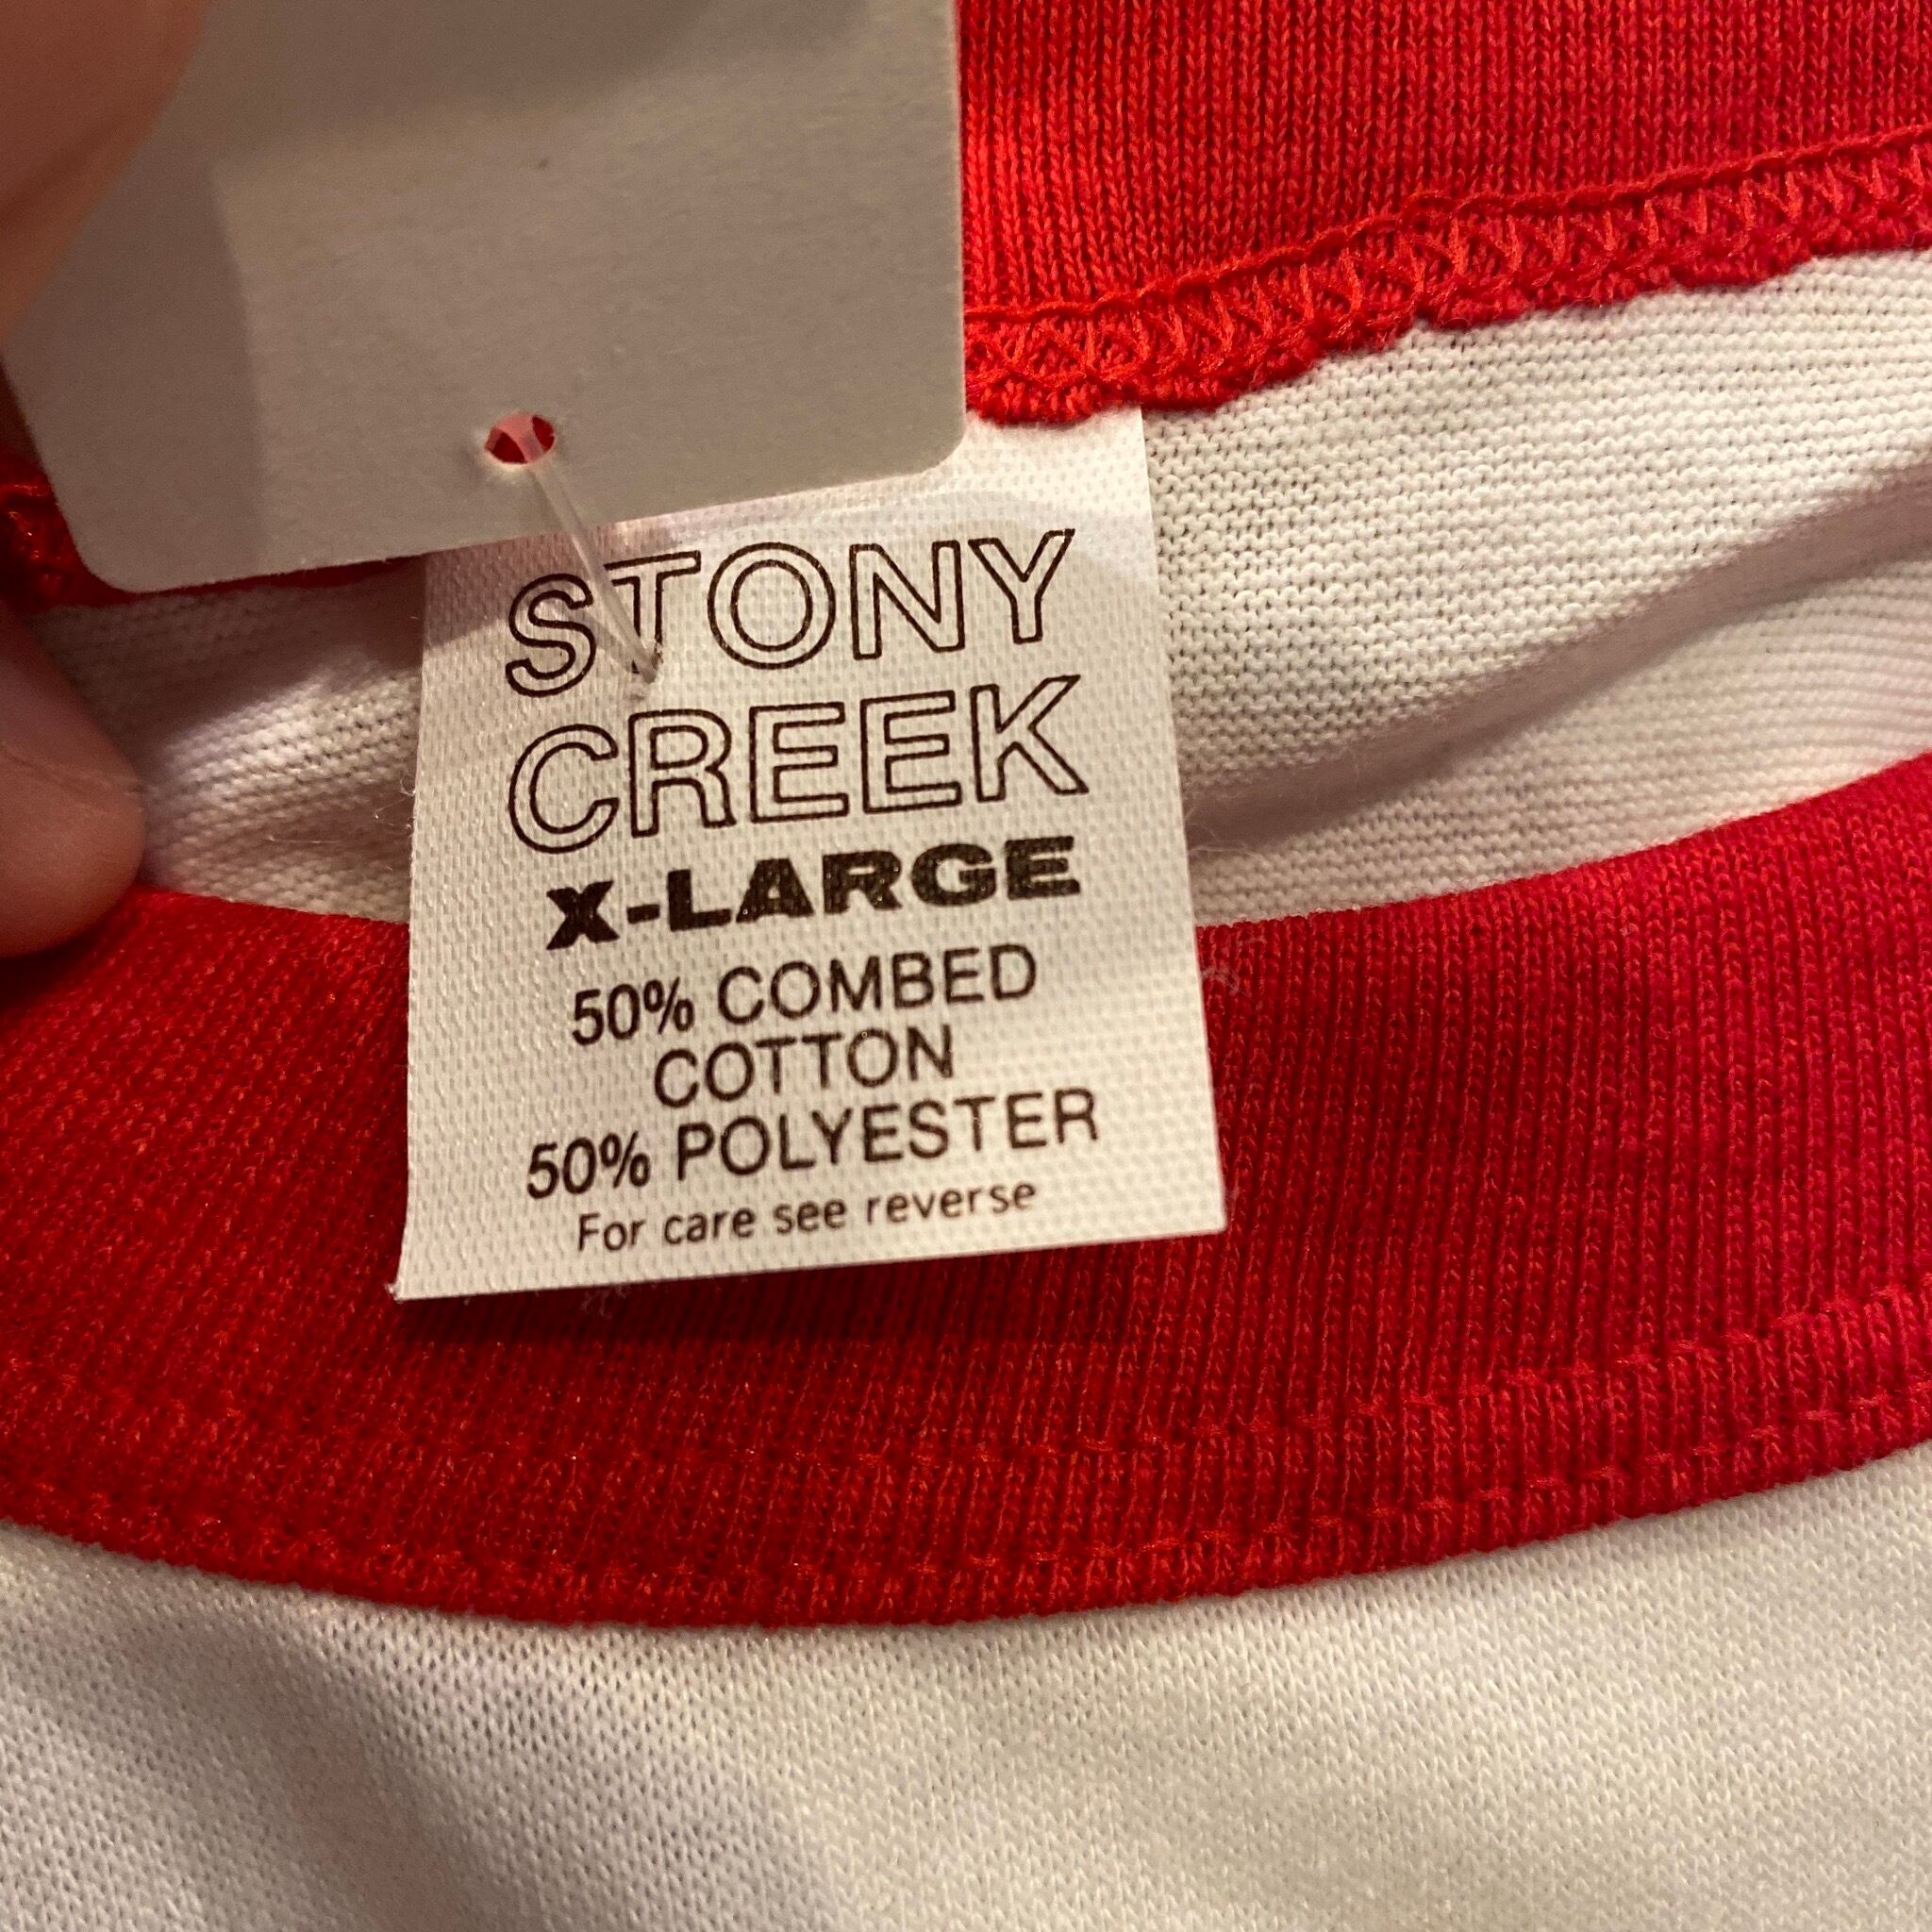 STONY
CREEK
X-LARGE
50% COMBED
COTTON
50% POLYESTER
For care see reverse